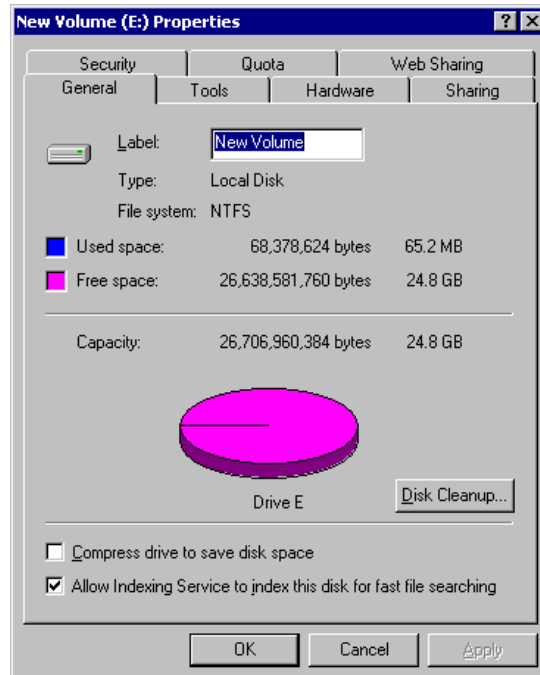 New Volume (E:) Properties
Security Quota Web Sharing
General Tools Hardware Sharing
Label: New Volume
Type: Local Disk
File system: NTFS
Used space: 68,378,624 bytes 65.2 MB
Free space: 26,638,581,760 bytes 24.8 GB
Capacity: 26,706,960,384 bytes 24.8 GB
Drive E
Disk Cleanup...
Compress drive to save disk space
Allow Indexing Service to index this disk for fast file searching
OK Cancel Apply